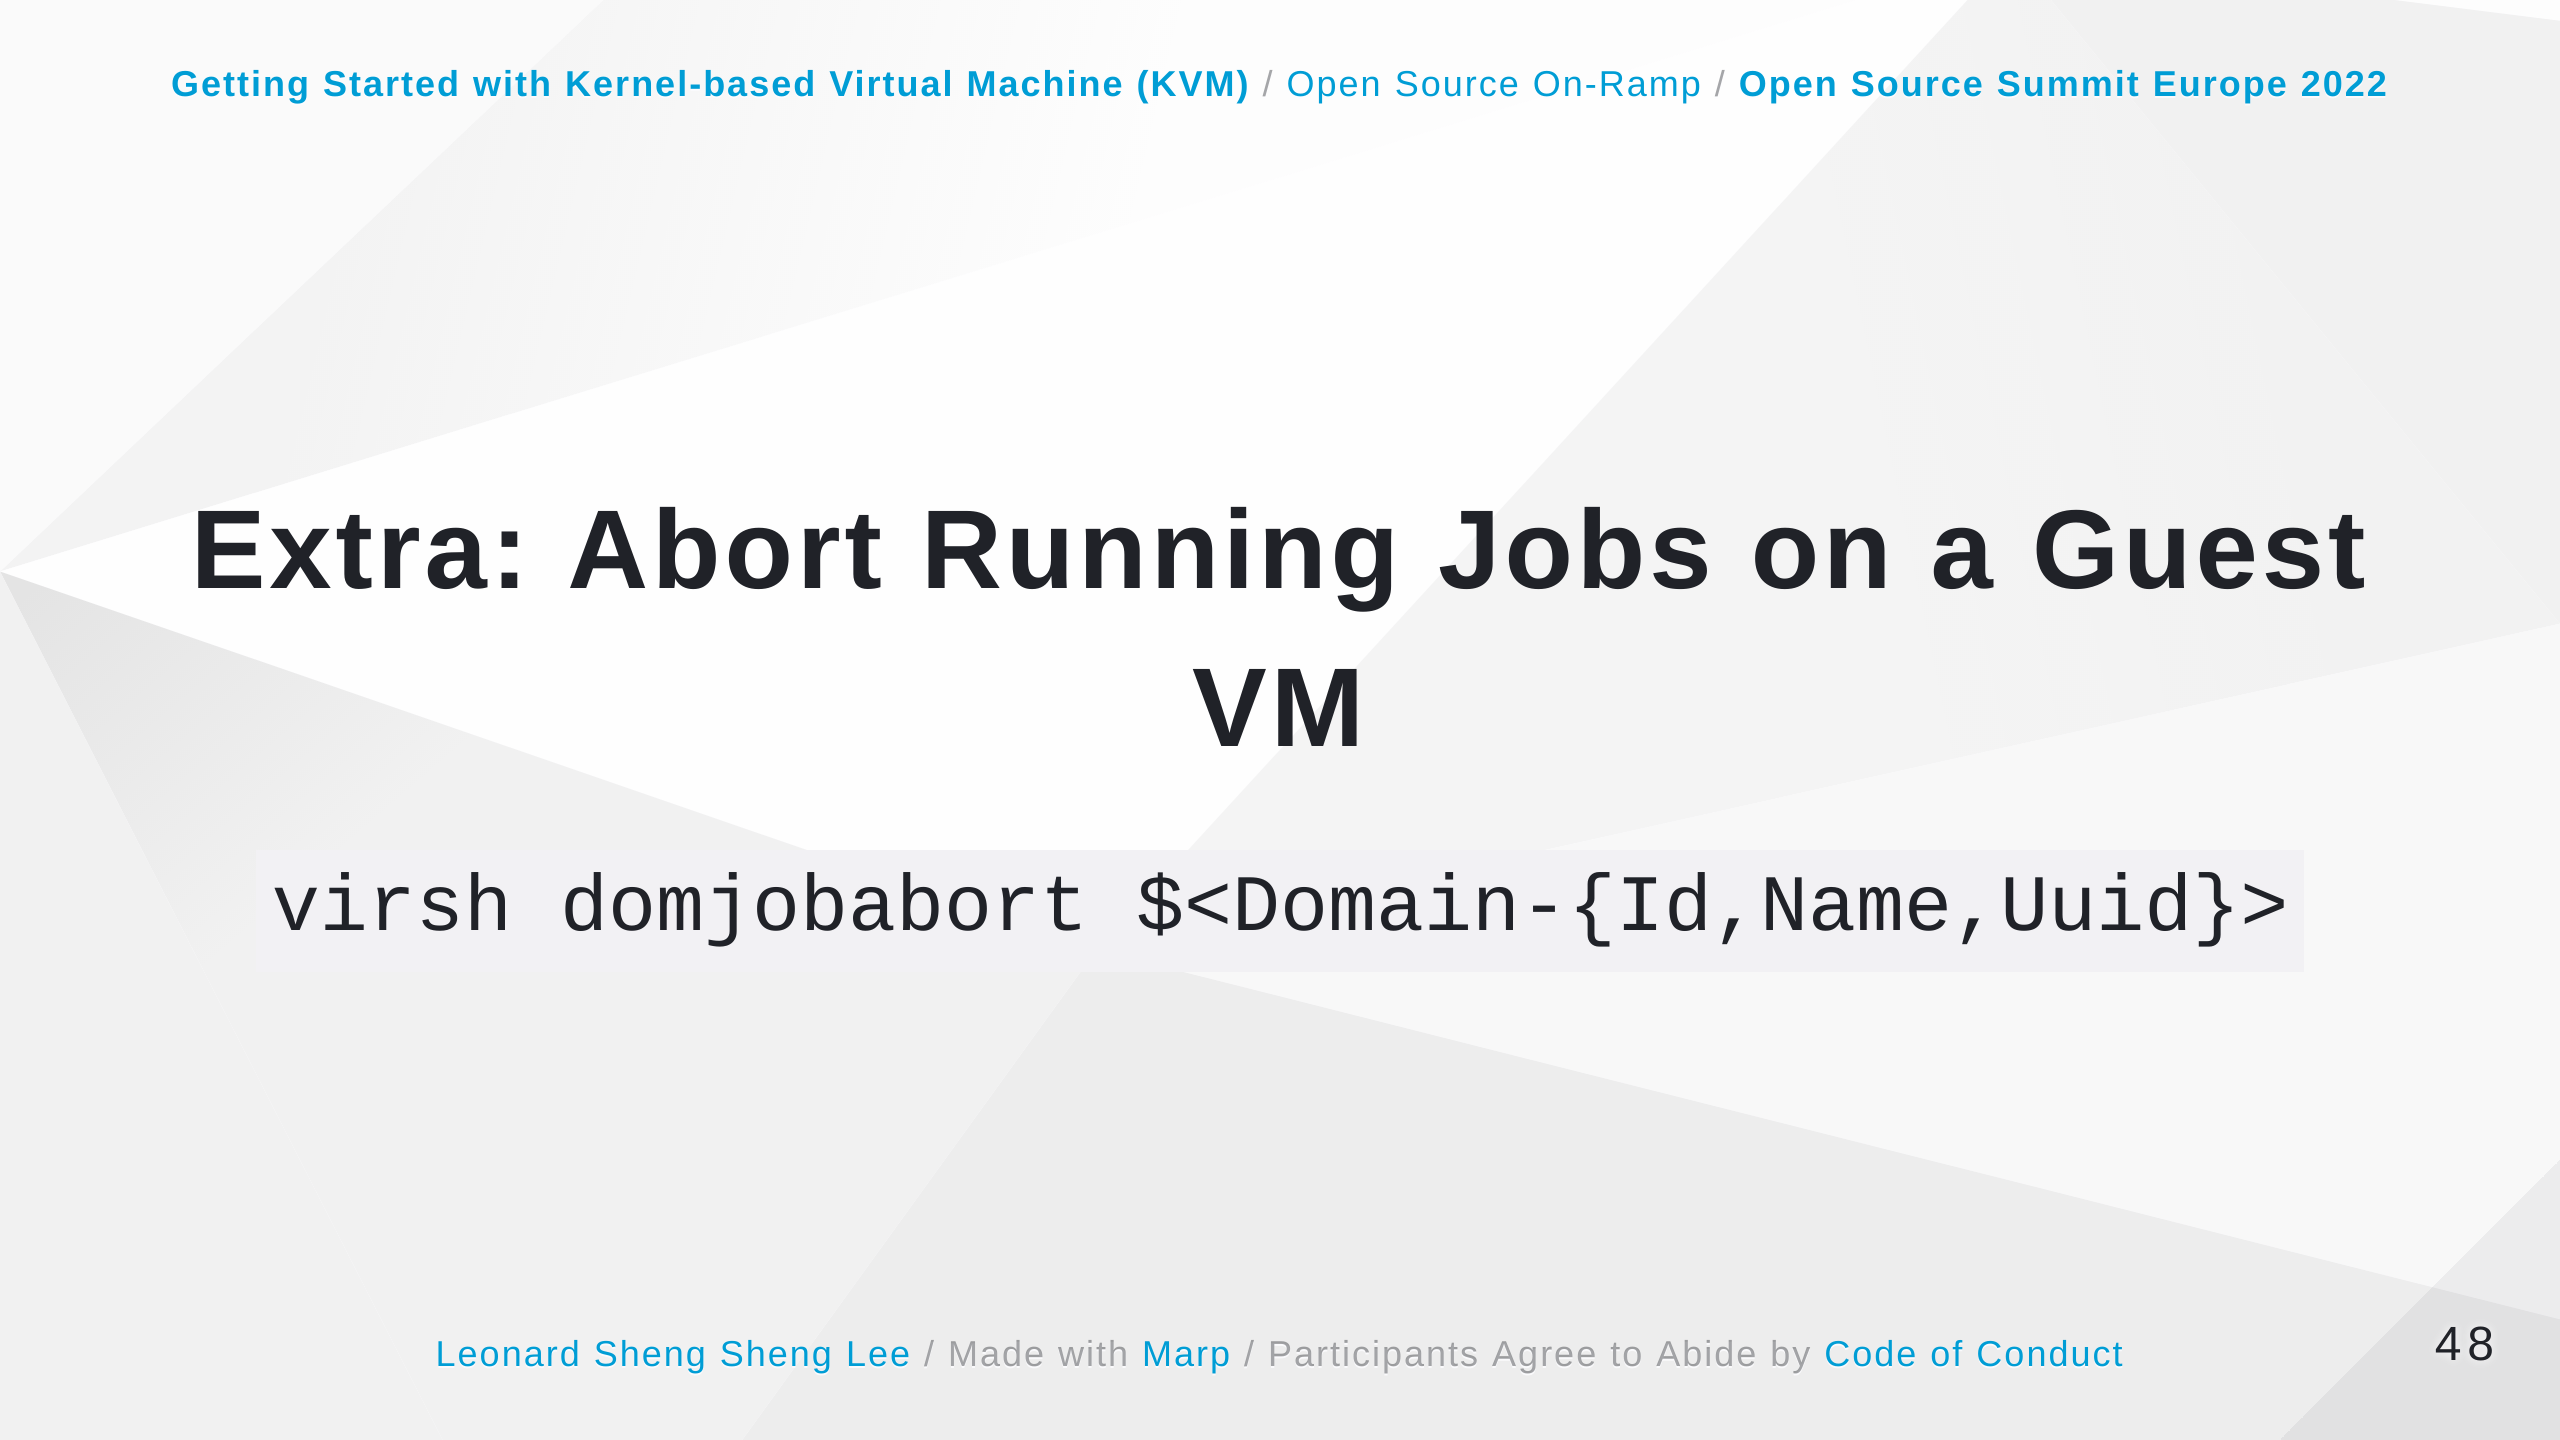 Getting Started with Kernel-based Virtual Machine (KVM) / Open Source On-Ramp / Open Source Summit Europe 2022
Extra: Abort Running Jobs on a Guest
VM
virsh domjobabort $<Domain-{Id,Name,Uuid}>
Leonard Sheng Sheng Lee / Made with Marp / Participants Agree to Abide by Code of Conduct
48